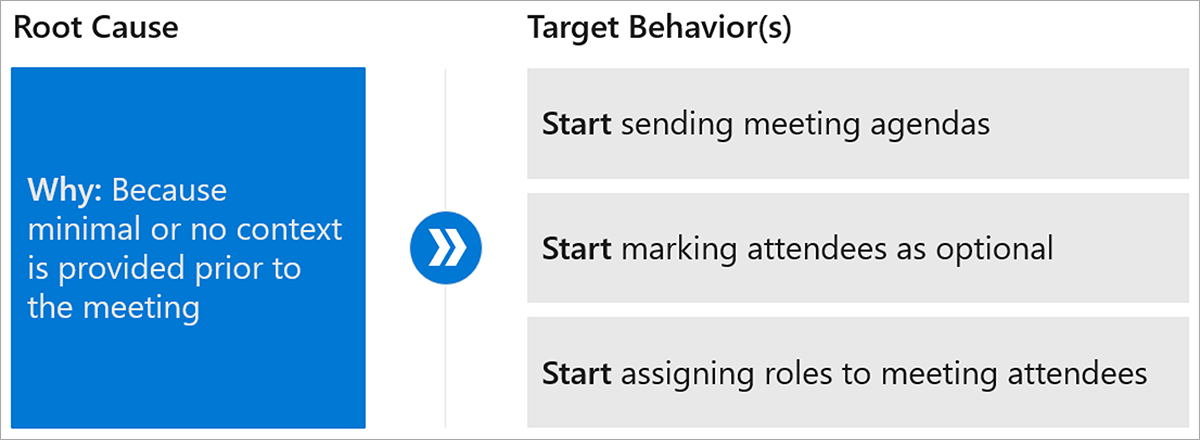 Root Cause
Target Behavior(s)
Why: Because
minimal or no context
is provided prior to
the meeting
Start sending meeting agendas
Start marking attendees as optional
Start assigning roles to meeting attendees